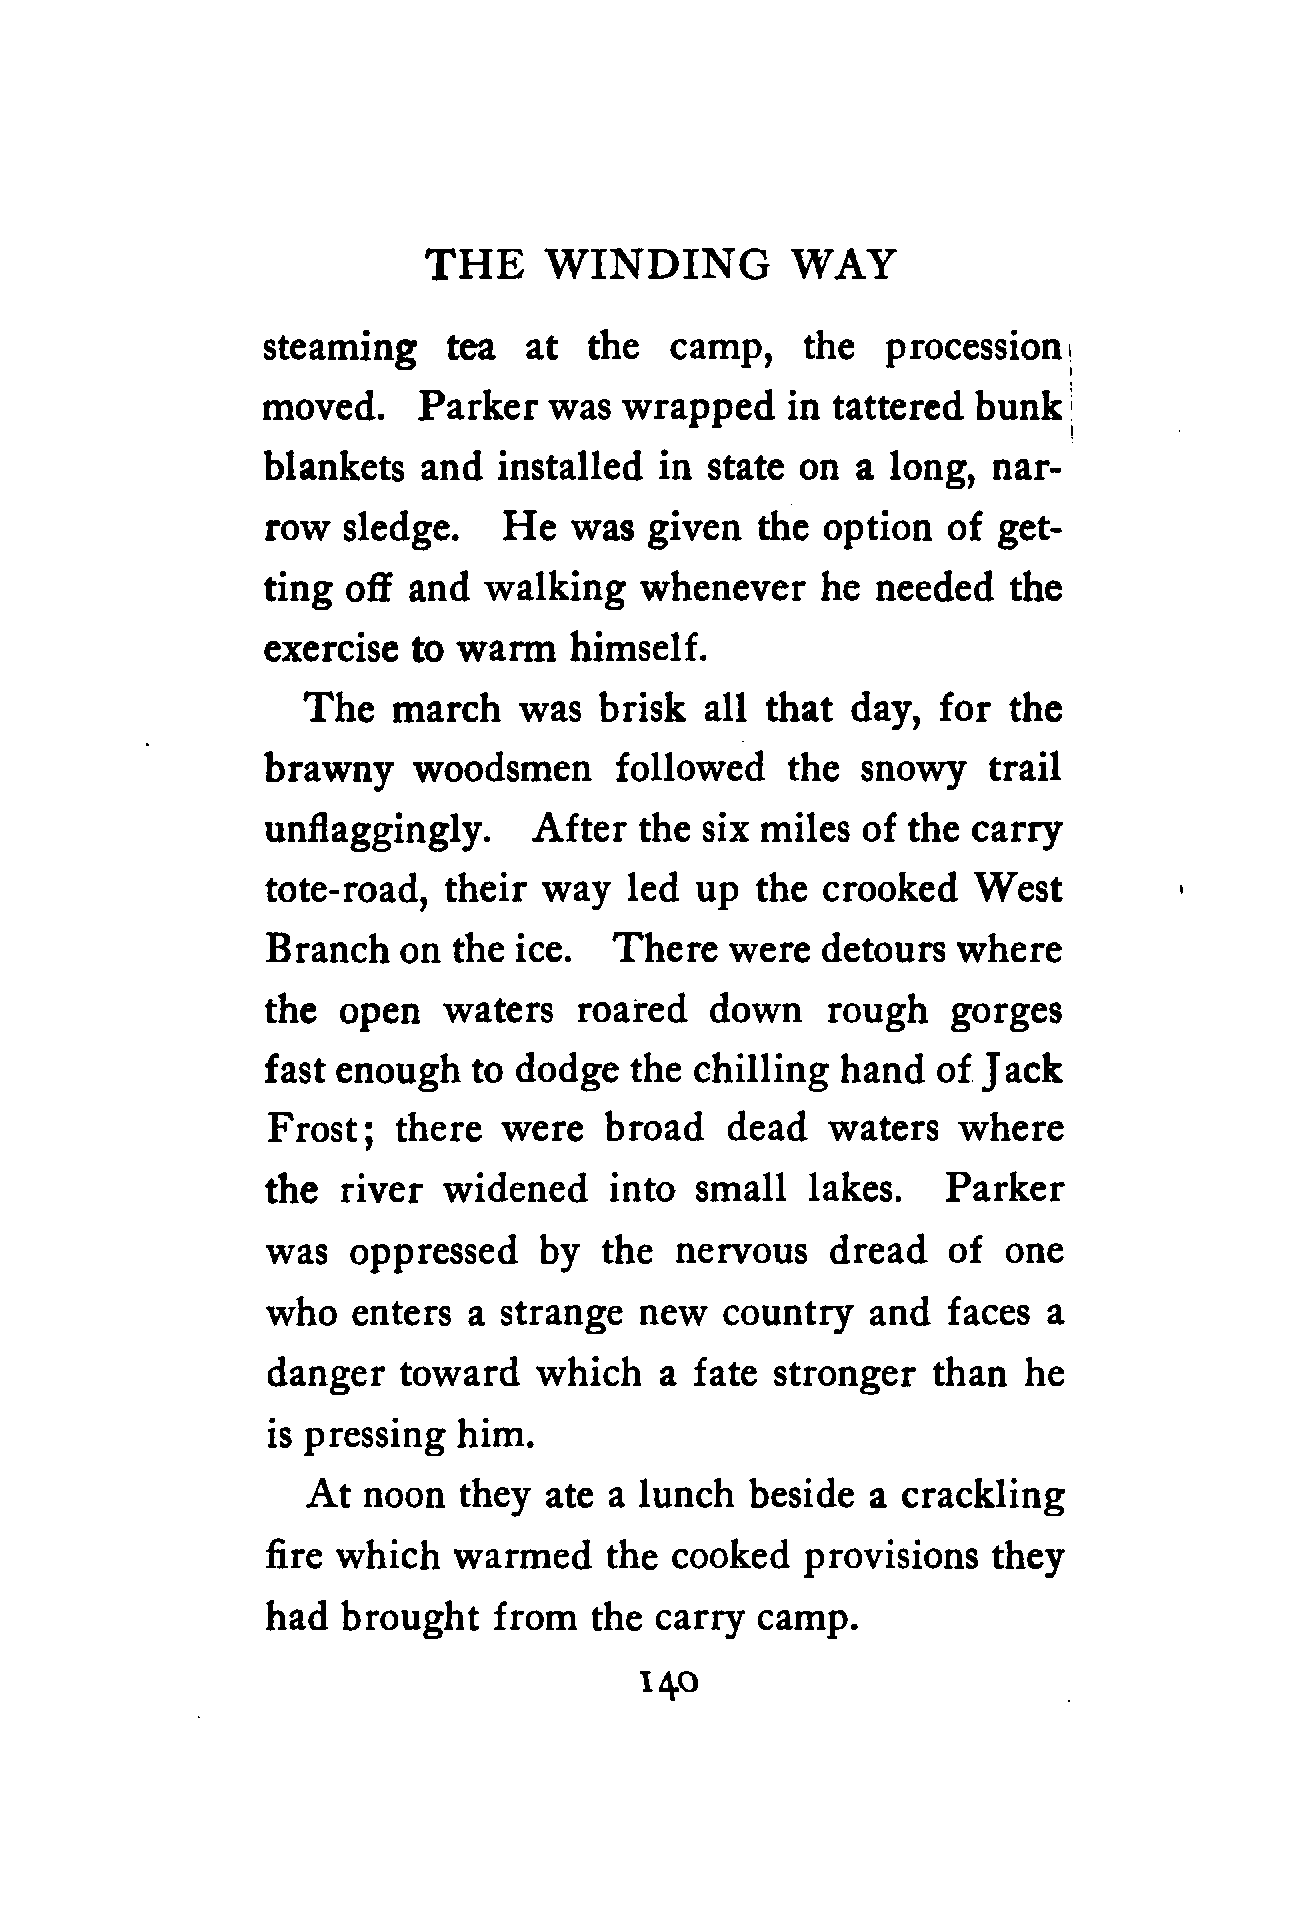 THE WINDING WAY
steaming tea at the camp, the procession
moved. Parker was wrapped in tattered bunk
blankets and installed in state on a long, nar-
row sledge. He was given the option of get-
ting off and walking whenever he needed the
exercise to warm himself.
The march was brisk all that day, for the
brawny woodsmen followed the snowy trail
unflaggingly. After the six miles of the carry
tote-road, their way led up the crooked West
Branch on the ice. There were detours where
the open waters roared down rough gorges
fast enough to dodge the chilling hand of Jack
Frost; there were broad dead waters where
the river widened into small lakes. Parker
was oppressed by the nervous dread of one
who enters a strange new country and faces a
danger toward which a fate stronger than he
is pressing him.
At noon they ate a lunch beside a crackling
fire which warmed the cooked provisions they
had brought from the carry camp.
140